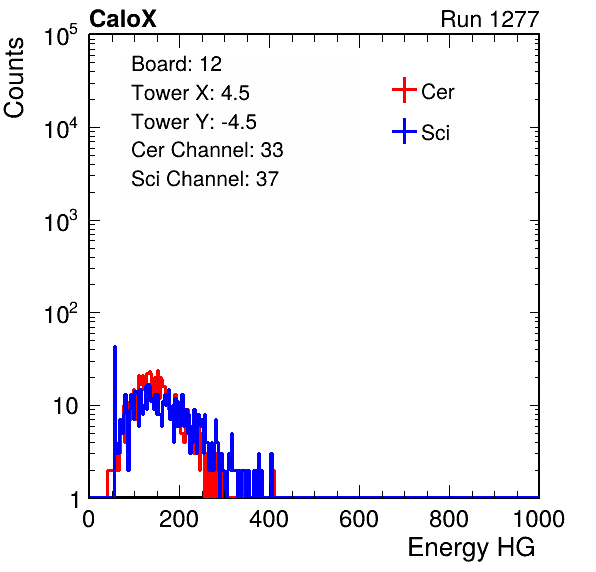 CaloX Run 1277
Counts
Board: 12
Tower X: 4.5
Tower Y: -4.5
Cer Channel: 33
Sci Channel: 37
Cer
Sci
10^5
10^4
10^3
10^2
10
1
0 200 400 600 800 1000
Energy HG